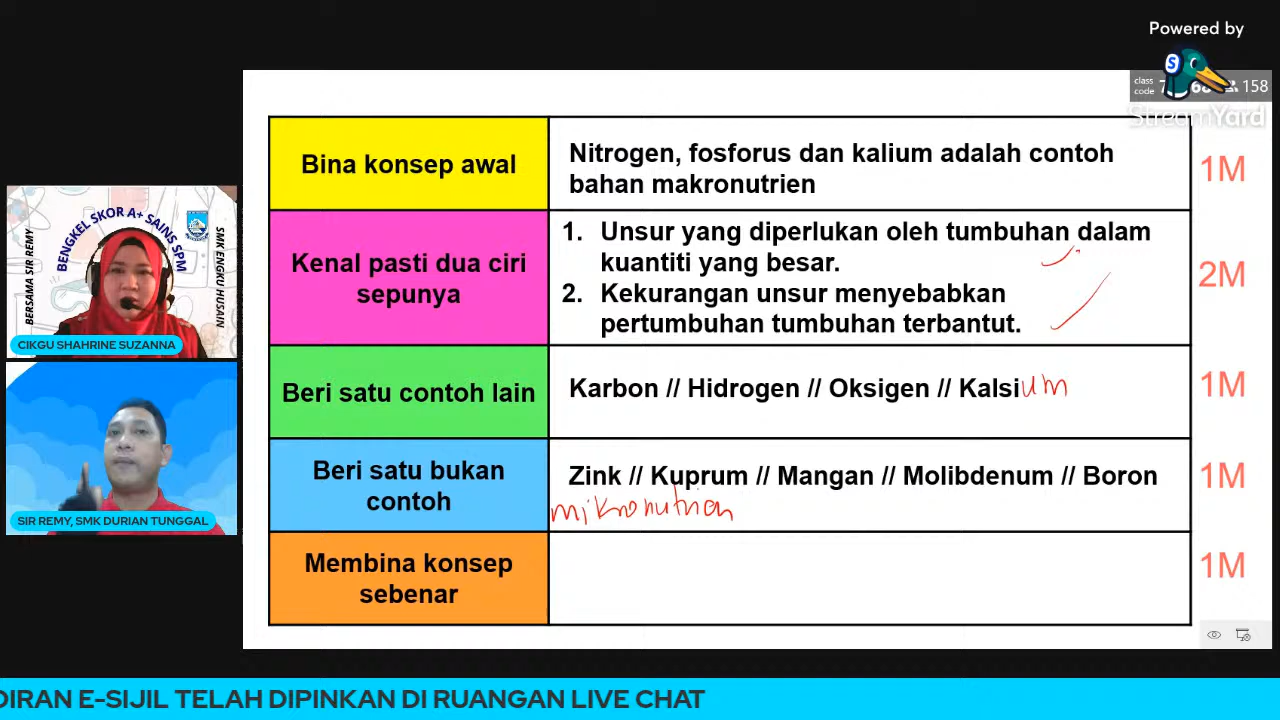 Powered by
class
code
158
StreamYard
Bina konsep awal
Nitrogen, fosforus dan kalium adalah contoh
bahan makronutrien
1M
Kenal pasti dua ciri
sepunya
1. Unsur yang diperlukan oleh tumbuhan dalam
kuantiti yang besar.
2. Kekurangan unsur menyebabkan
pertumbuhan tumbuhan terbantut.
2M
Beri satu contoh lain
Karbon // Hidrogen // Oksigen // Kalsium
1M
Beri satu bukan
contoh
Zink // Kuprum // Mangan // Molibdenum // Boron
mikronutrien
1M
Membina konsep
sebenar
1M
BENGKEL SKOR A+ SAINS SPM
BERSAMA SIR REMY
SMK ENGKU HUSAIN
CIKGU SHAHRINE SUZANNA
SIR REMY, SMK DURIAN TUNGGAL
DIRAN E-SIJIL TELAH DIPINKAN DI RUANGAN LIVE CHAT